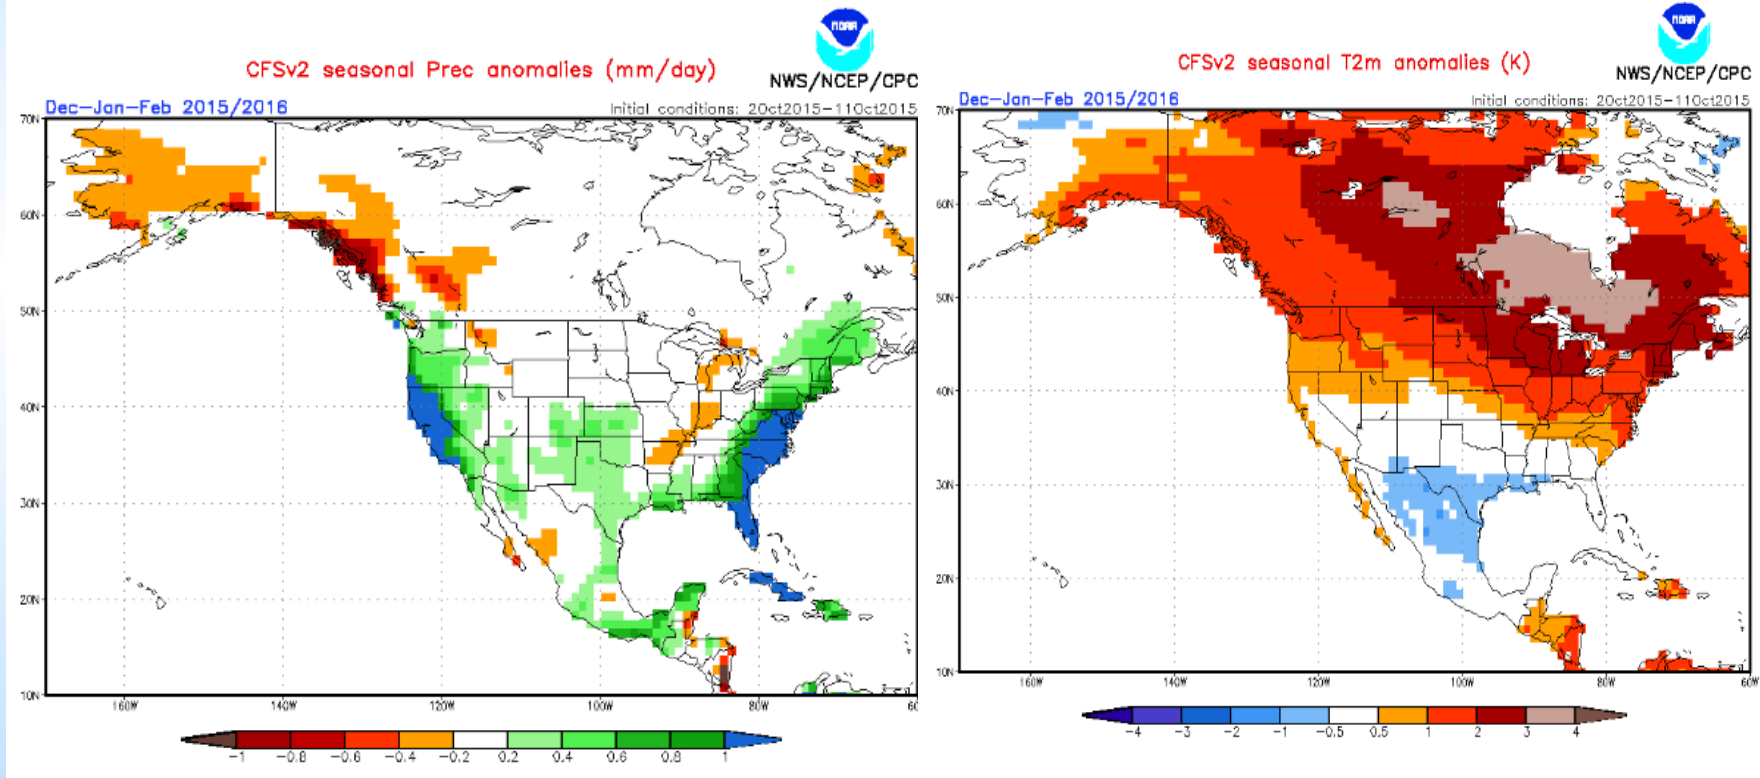 NOAA
NWS/NCEP/CPC
CFSv2 seasonal Prec anomalies (mm/day)
Dec-Jan-Feb 2015/2016
Initial conditions: 2Oct2015-11Oct2015
70N
60N
50N
40N
30N
20N
10N
160W
140W
120W
100W
80W
60
-1
-0.8
-0.6
-0.4
-0.2
0.2
0.4
0.6
0.8
1
NOAA
NWS/NCEP/CPC
CFSv2 seasonal T2m anomalies (K)
Dec-Jan-Feb 2015/2016
Initial conditions: 2Oct2015-11Oct2015
70N
60N
50N
40N
30N
20N
10N
160W
140W
120W
100W
80W
60W
-4
-3
-2
-1
-0.5
0.5
1
2
3
4